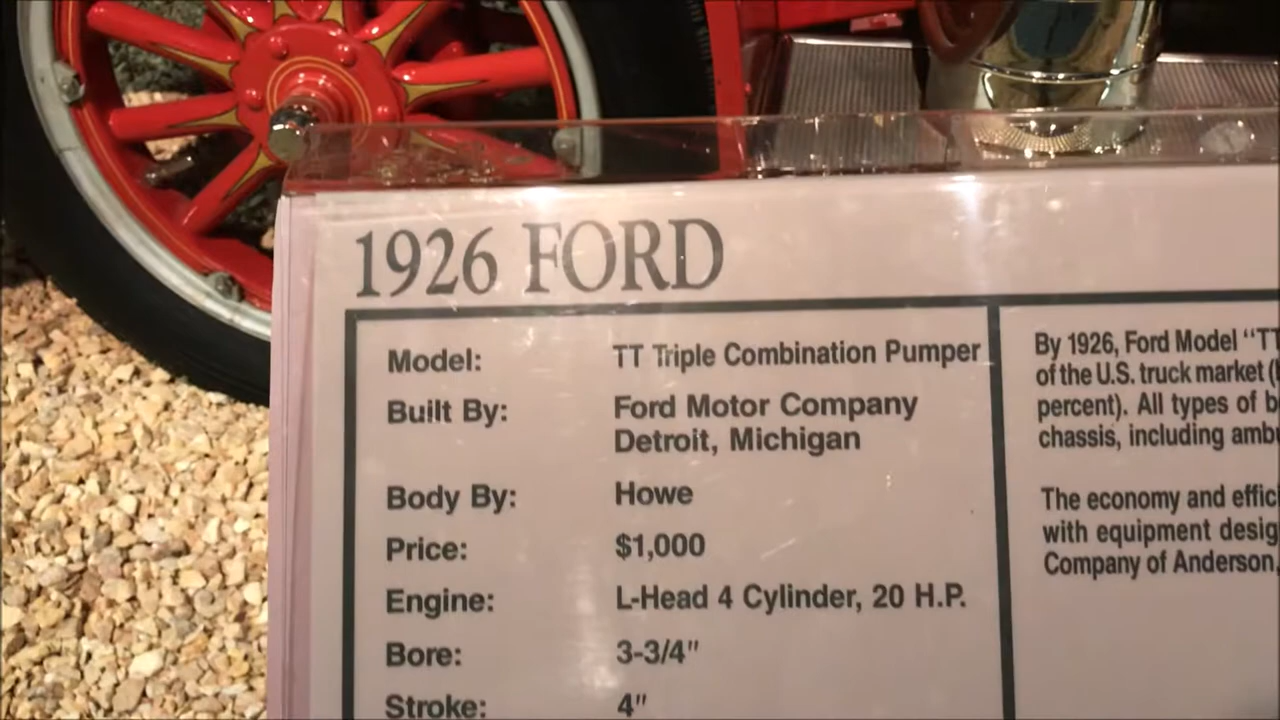 1926 FORD
Model: TT Triple Combination Pumper
Built By: Ford Motor Company
Detroit, Michigan
Body By: Howe
Price: $1,000
Engine: L-Head 4 Cylinder, 20 H.P.
Bore: 3-3/4"
Stroke: 4"
By 1926, Ford Model "TT
of the U.S. truck market
percent). All types of
chassis, including
The economy and
with equipment
Company of Anderson,